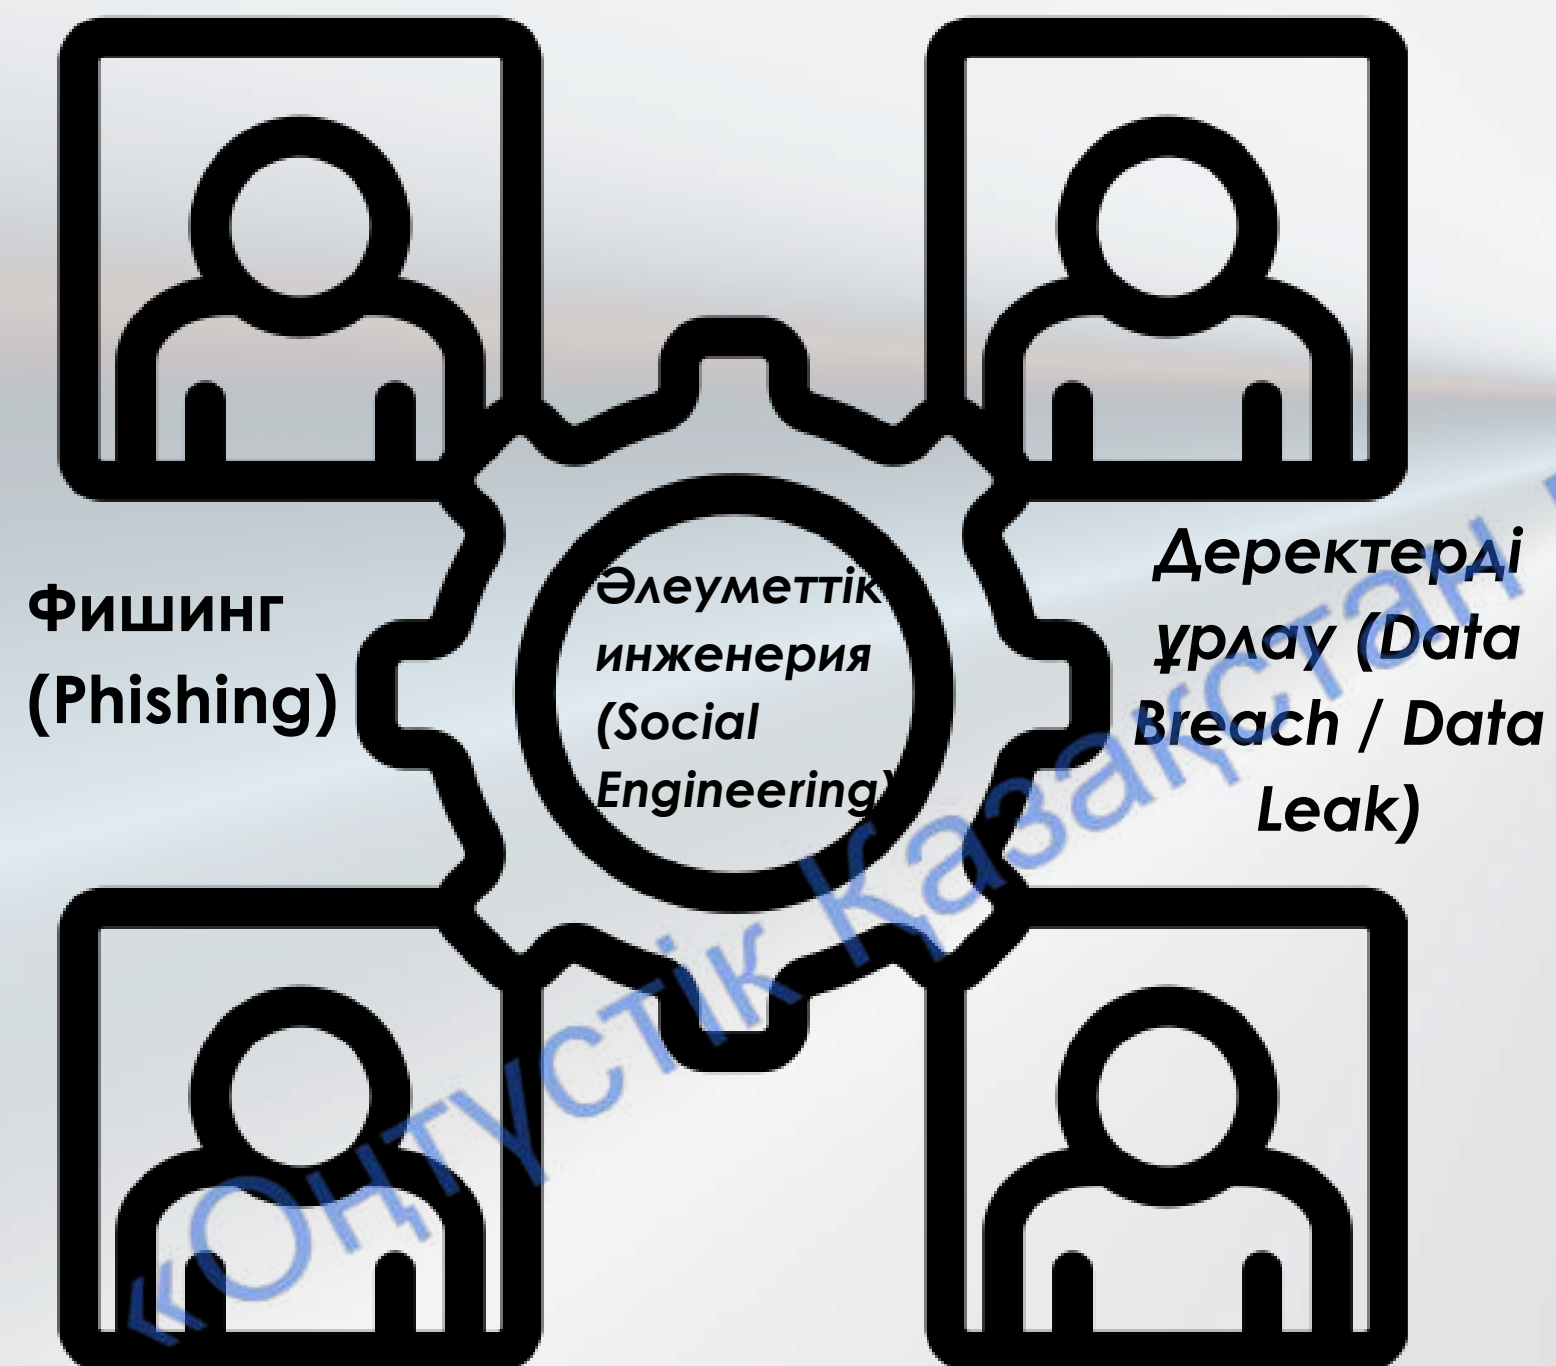 Фишинг
(Phishing)
Әлеуметтік
инженерия
(Social
Engineering)
Деректерді
ұрлау (Data
Breach / Data
Leak)
«Оңтүстік Қазақстан